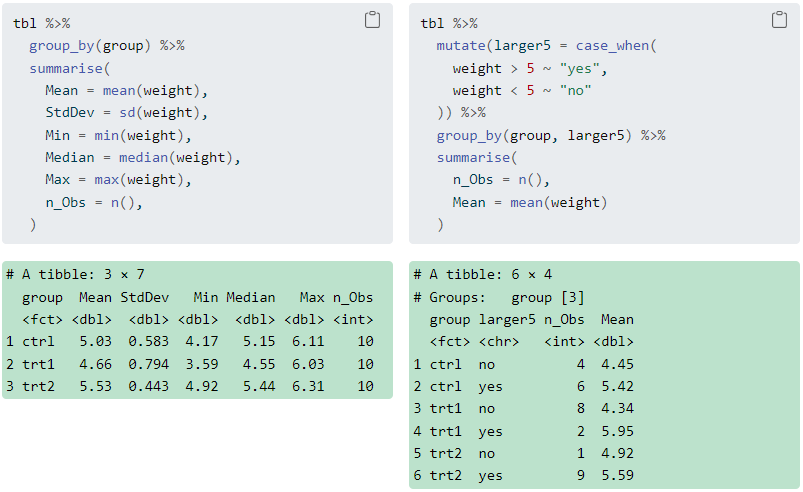 tbl %>%
  group_by(group) %>%
  summarise(
    Mean = mean(weight),
    StdDev = sd(weight),
    Min = min(weight),
    Median = median(weight),
    Max = max(weight),
    n_Obs = n(),
  )
# A tibble: 3 × 7
  group  Mean StdDev   Min Median   Max n_Obs
  <fct> <dbl>  <dbl> <dbl>  <dbl> <dbl> <int>
1 ctrl   5.03  0.583  4.17   5.15  6.11    10
2 trt1   4.66  0.794  3.59   4.55  6.03    10
3 trt2   5.53  0.443  4.92   5.44  6.31    10
tbl %>%
  mutate(larger5 = case_when(
    weight > 5 ~ "yes",
    weight < 5 ~ "no"
  )) %>%
  group_by(group, larger5) %>%
  summarise(
    n_Obs = n(),
    Mean = mean(weight)
  )
# A tibble: 6 × 4
# Groups:   group [3]
  group larger5 n_Obs  Mean
  <fct> <chr>   <int> <dbl>
1 ctrl  no          4  4.45
2 ctrl  yes         6  5.42
3 trt1  no          8  4.34
4 trt1  yes         2  5.95
5 trt2  no          1  4.92
6 trt2  yes         9  5.59